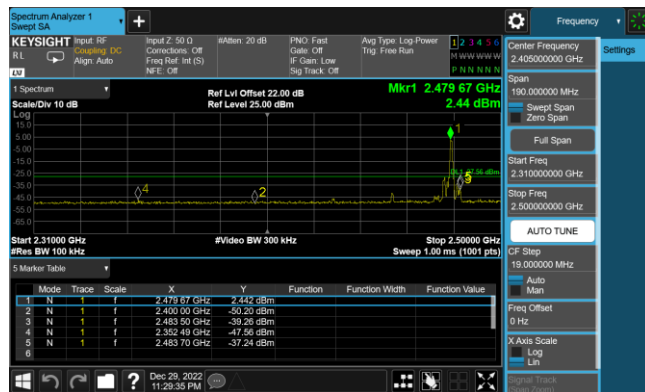 Spectrum Analyzer 1
Swept SA
Frequency
KEYSIGHT
RL
LXI
Input: RF
Coupling: DC
Align: Auto
Input Z: 50 Ω
Corrections: Off
Freq Ref: Int (S)
NFE: Off
#Atten: 20 dB
PNO: Fast
Gate: Off
IF Gain: Low
Sig Track: Off
Avg Type: Log-Power
Trig: Free Run
1 2 3 4 5 6
M W W W W W
P N N N N N
1 Spectrum
Scale/Div 10 dB
Ref Lvl Offset 22.00 dB
Ref Level 25.00 dBm
Mkr1 2.479 67 GHz
2.44 dBm
Log
15.0
5.00
-5.00
-15.0
-25.0
-35.0
-45.0
-55.0
-65.0
1
2
4
Start 2.31000 GHz
#Res BW 100 kHz
#Video BW 300 kHz
Stop 2.50000 GHz
Sweep 1.00 ms (1001 pts)
5 Marker Table
Mode Trace Scale X Y Function Function Width Function Value
1 N 1 f 2.479 67 GHz 2.442 dBm
2 N 1 f 2.400 00 GHz -50.20 dBm
3 N 1 f 2.483 50 GHz -39.26 dBm
4 N 1 f 2.352 49 GHz -47.56 dBm
5 N 1 f 2.483 70 GHz -37.24 dBm
6
Dec 29, 2022
11:29:35 PM
Center Frequency
2.405000000 GHz
Settings
Span
190.000000 MHz
Swept Span
Zero Span
Full Span
Start Freq
2.310000000 GHz
Stop Freq
2.500000000 GHz
AUTO TUNE
CF Step
19.000000 MHz
Auto
Man
Freq Offset
0 Hz
X Axis Scale
Log
Lin
Signal Track
(Span Zoom)